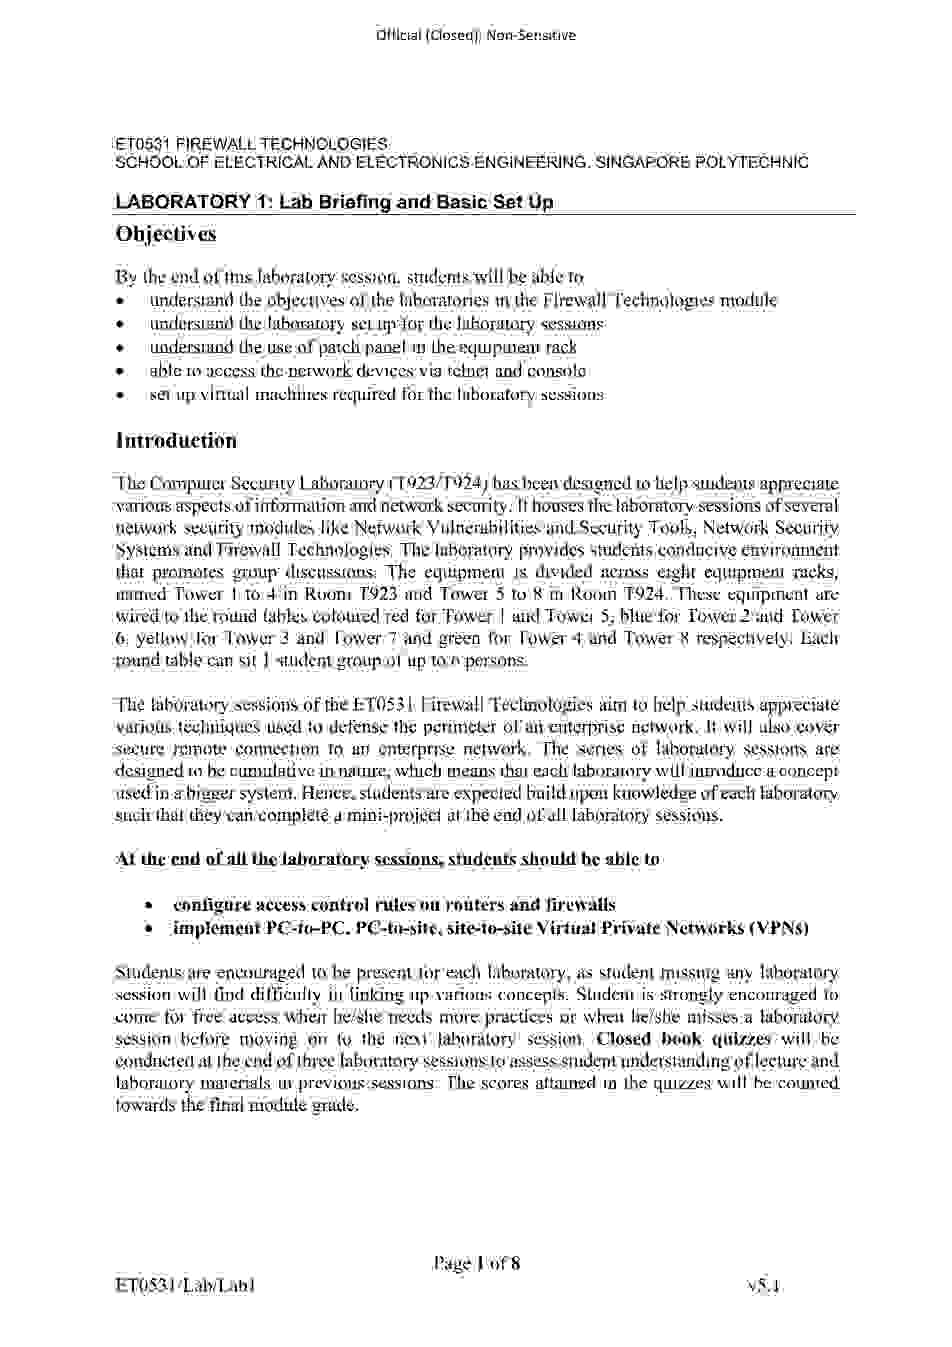 Official (Closed) Non-Sensitive
ET0531 FIREWALL TECHNOLOGIES
SCHOOL OF ELECTRICAL AND ELECTRONICS ENGINEERING, SINGAPORE POLYTECHNIC
LABORATORY 1: Lab Briefing and Basic Set Up
Objectives
By the end of this laboratory session, students will be able to
• understand the objectives of the laboratories in the Firewall Technologies module
• understand the laboratory set up for the laboratory sessions
• understand the use of patch panel in the equipment rack
• able to access the network devices via telnet and console
• set up virtual machines required for the laboratory sessions
Introduction
The Computer Security Laboratory (T923/T924) has been designed to help students appreciate
various aspects of information and network security. It houses the laboratory sessions of several
network security modules like Network Vulnerabilities and Security Tools, Network Security
Systems and Firewall Technologies. The laboratory provides students conducive environment
that promotes group discussions. The equipment is divided across eight equipment racks,
named Tower 1 to 4 in Room T923 and Tower 5 to 8 in Room T924. These equipment are
wired to the round tables coloured red for Tower 1 and Tower 5, blue for Tower 2 and Tower
6, yellow for Tower 3 and Tower 7 and green for Tower 4 and Tower 8 respectively. Each
round table can sit 1 student group of up to 6 persons.
The laboratory sessions of the ET0531 Firewall Technologies aim to help students appreciate
various techniques used to defense the perimeter of an enterprise network. It will also cover
secure remote connection to an enterprise network. The series of laboratory sessions are
designed to be cumulative in nature, which means that each laboratory will introduce a concept
used in a bigger system. Hence, students are expected build upon knowledge of each laboratory
such that they can complete a mini-project at the end of all laboratory sessions.
At the end of all the laboratory sessions, students should be able to
• configure access control rules on routers and firewalls
• implement PC-to-PC, PC-to-site, site-to-site Virtual Private Networks (VPNs)
Students are encouraged to be present for each laboratory, as student missing any laboratory
session will find difficulty in linking up various concepts. Student is strongly encouraged to
come for free access when he/she needs more practices or when he/she misses a laboratory
session before moving on to the next laboratory session. Closed book quizzes will be
conducted at the end of three laboratory sessions to assess student understanding of lecture and
laboratory materials in previous sessions. The scores attained in the quizzes will be counted
towards the final module grade.
Page 1 of 8
ET0531/Lab/Lab1 v5.1